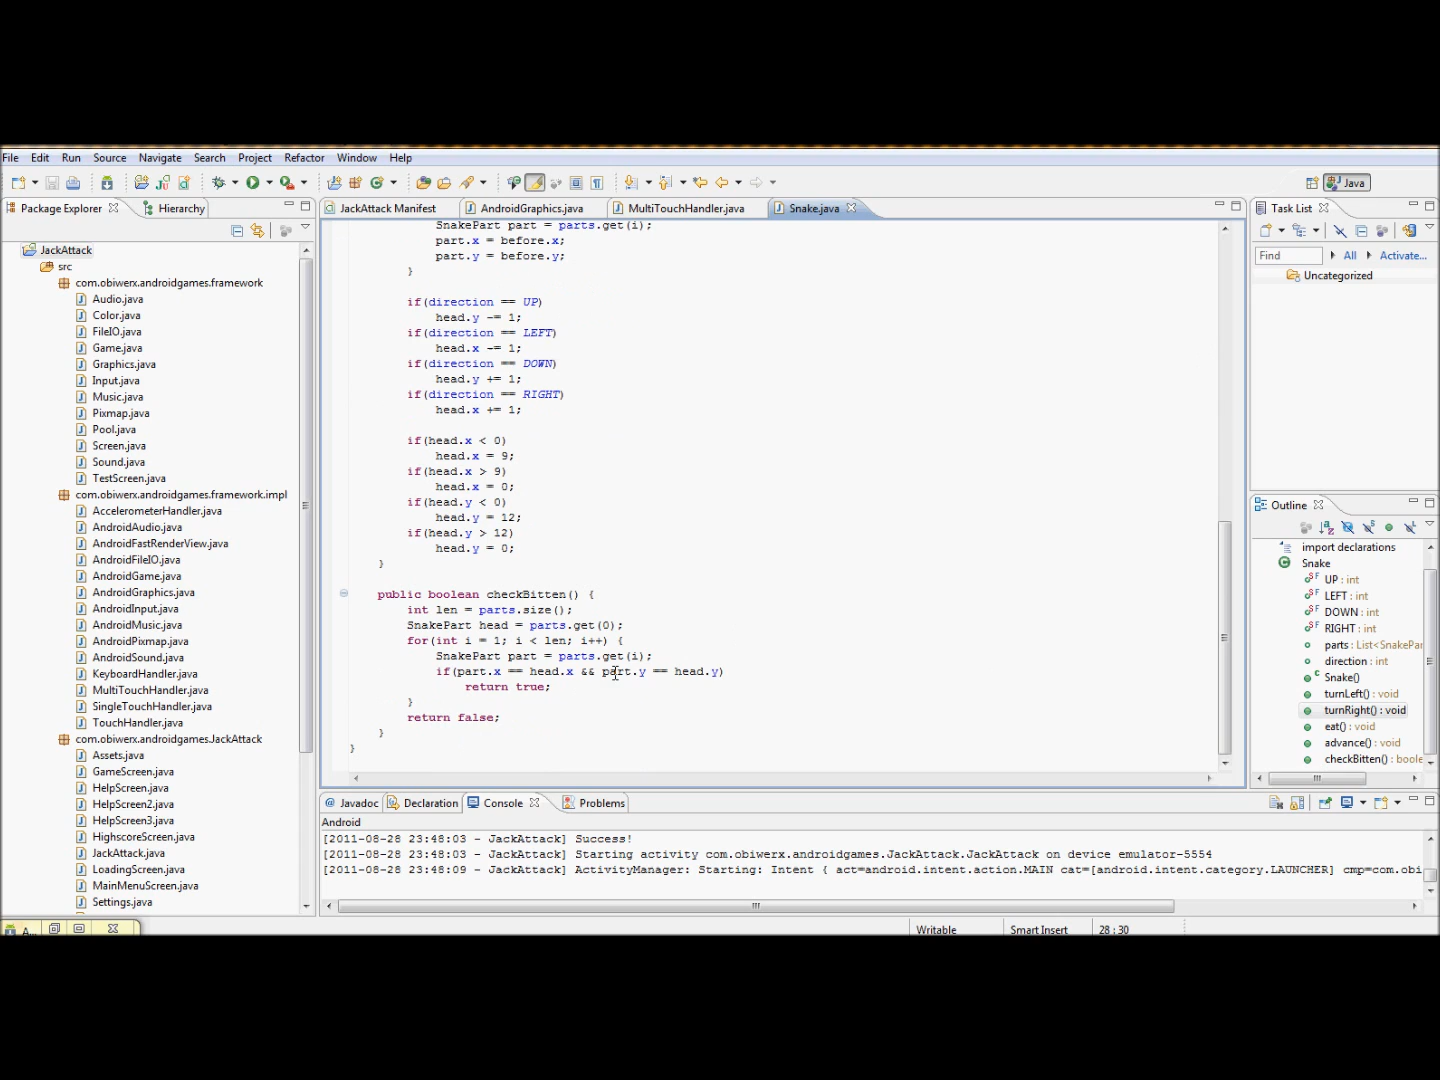 File Edit Run Source Navigate Search Project Refactor Window Help
Java
Package Explorer Hierarchy
JackAttack Manifest AndroidGraphics.java MultiTouchHandler.java Snake.java
Task List
JackAttack
src
com.obiwerx.androidgames.framework
Audio.java
Color.java
FileIO.java
Game.java
Graphics.java
Input.java
Music.java
Pixmap.java
Pool.java
Screen.java
Sound.java
TestScreen.java
com.obiwerx.androidgames.framework.impl
AccelerometerHandler.java
AndroidAudio.java
AndroidFastRenderView.java
AndroidFileIO.java
AndroidGame.java
AndroidGraphics.java
AndroidInput.java
AndroidMusic.java
AndroidPixmap.java
AndroidSound.java
KeyboardHandler.java
MultiTouchHandler.java
SingleTouchHandler.java
TouchHandler.java
com.obiwerx.androidgames.JackAttack
Assets.java
GameScreen.java
HelpScreen.java
HelpScreen2.java
HelpScreen3.java
HighscoreScreen.java
JackAttack.java
LoadingScreen.java
MainMenuScreen.java
Settings.java
SnakePart part = parts.get(i);
part.x = before.x;
part.y = before.y;
}
if(direction == UP)
head.y -= 1;
if(direction == LEFT)
head.x -= 1;
if(direction == DOWN)
head.y += 1;
if(direction == RIGHT)
head.x += 1;
if(head.x < 0)
head.x = 9;
if(head.x > 9)
head.x = 0;
if(head.y < 0)
head.y = 12;
if(head.y > 12)
head.y = 0;
}
public boolean checkBitten() {
int len = parts.size();
SnakePart head = parts.get(0);
for(int i = 1; i < len; i++) {
SnakePart part = parts.get(i);
if(part.x == head.x && part.y == head.y)
return true;
}
return false;
}
}
Find All Activate...
Uncategorized
Outline
import declarations
Snake
UP : int
LEFT : int
DOWN : int
RIGHT : int
parts : List<SnakePar
direction : int
Snake()
turnLeft() : void
turnRight() : void
eat() : void
advance() : void
checkBitten() : boole
@ Javadoc Declaration Console Problems
Android
[2011-08-28 23:48:03 - JackAttack] Success!
[2011-08-28 23:48:03 - JackAttack] Starting activity com.obiwerx.androidgames.JackAttack.JackAttack on device emulator-5554
[2011-08-28 23:48:09 - JackAttack] ActivityManager: Starting: Intent { act=android.intent.action.MAIN cat=[android.intent.category.LAUNCHER] cmp=com.obi
A...
Writable Smart Insert 28 : 30